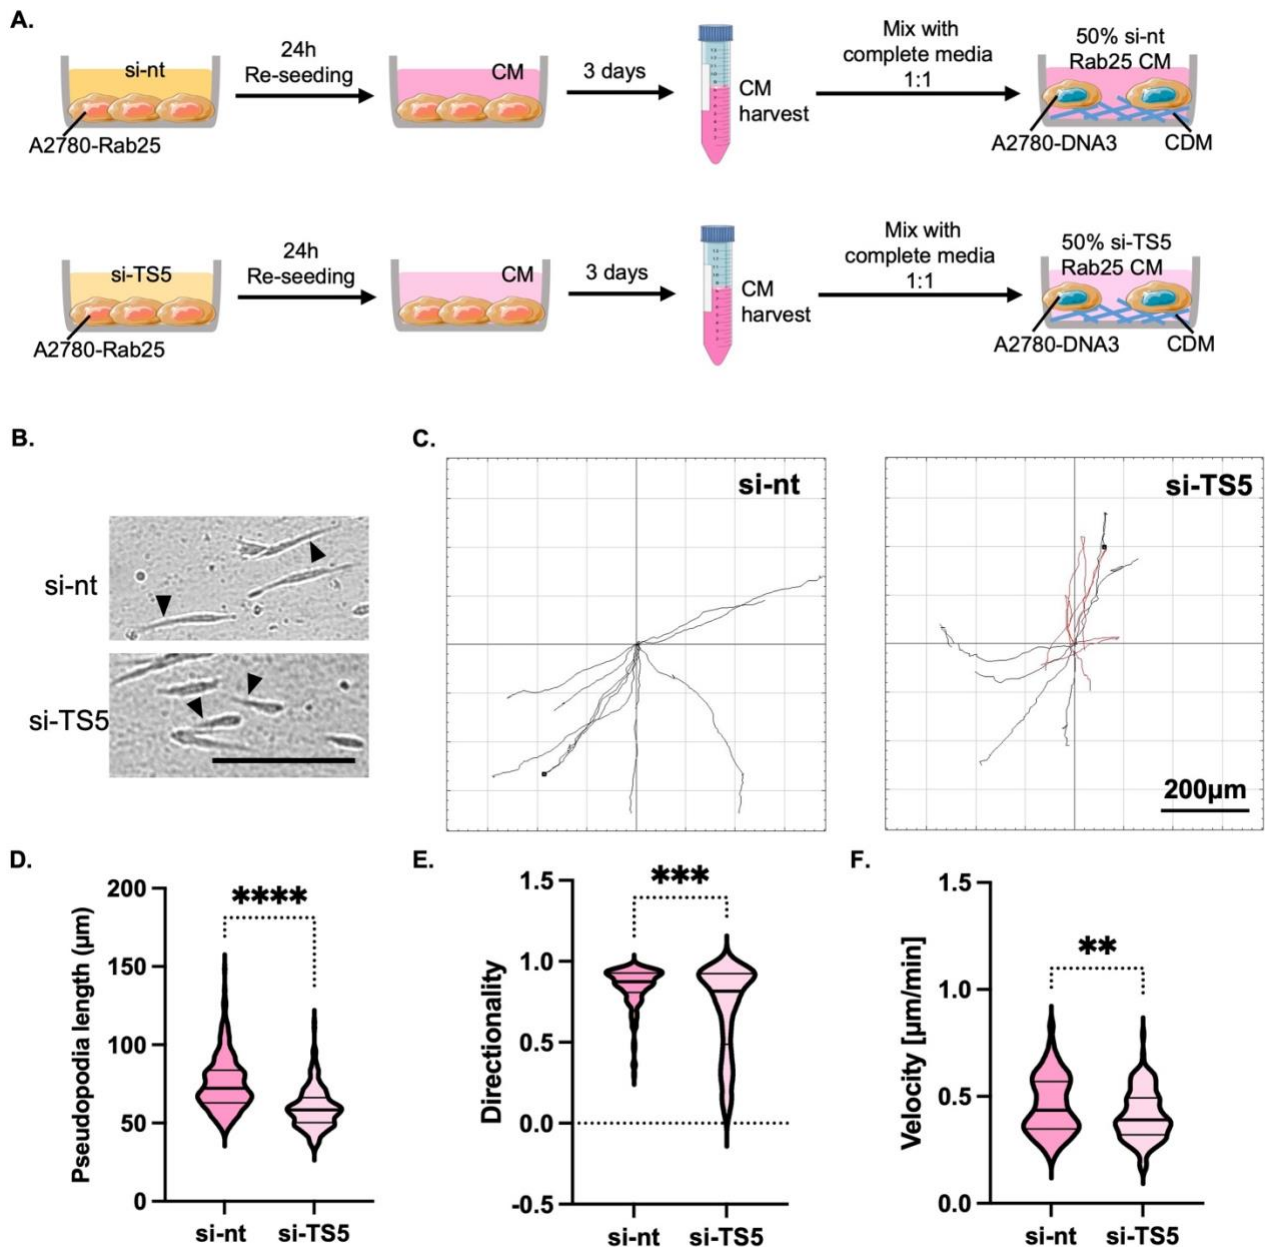 A.
si-nt
A2780-Rab25
24h
Re-seeding
CM
3 days
CM
harvest
Mix with
complete media
1:1
50% si-nt
Rab25 CM
A2780-DNA3
CDM
si-TS5
A2780-Rab25
24h
Re-seeding
CM
3 days
CM
harvest
Mix with
complete media
1:1
50% si-TS5
Rab25 CM
A2780-DNA3
CDM
B.
si-nt
si-TS5
C.
si-nt
si-TS5
200µm
D.
Pseudopodia length (µm)
200
150
100
50
0
****
si-nt
si-TS5
E.
Directionality
1.5
1.0
0.5
0.0
-0.5
***
si-nt
si-TS5
F.
Velocity [µm/min]
1.5
1.0
0.5
0.0
**
si-nt
si-TS5